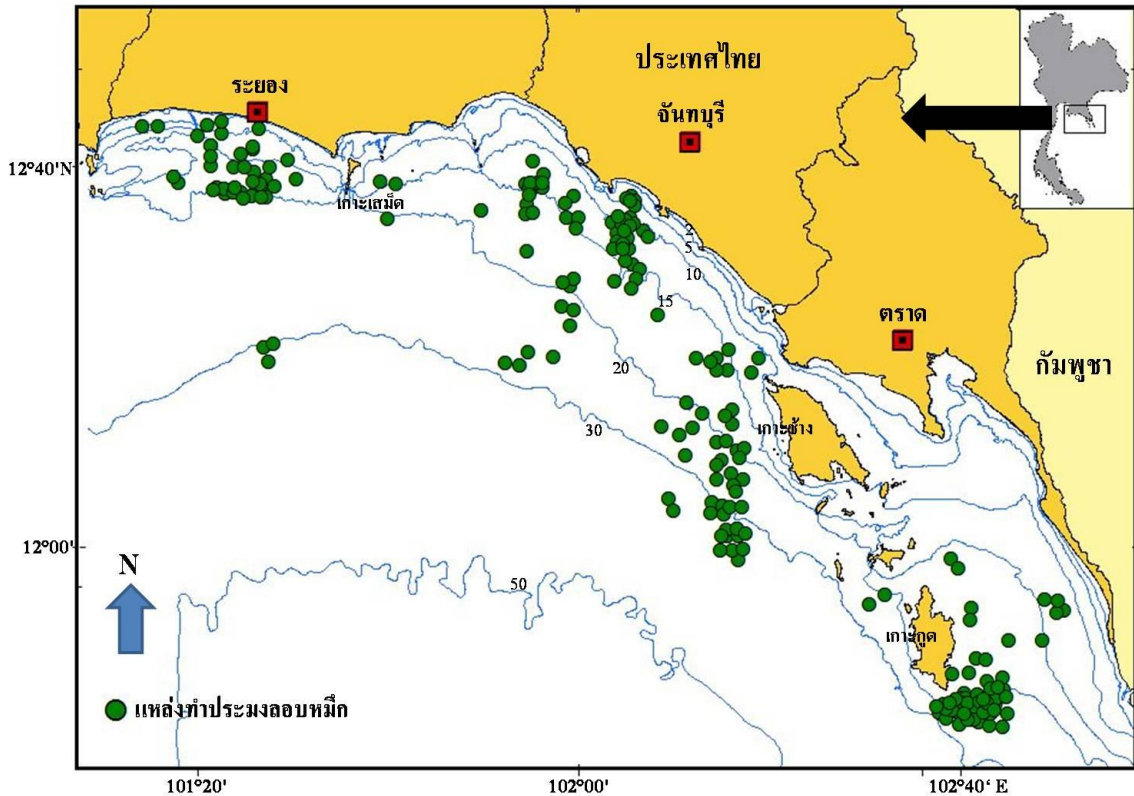 ประเทศไทย
ระยอง
จันทบุรี
12°40'N
เกาะเสม็ด
2
5
10
15
ตราด
20
กัมพูชา
30
เกาะช้าง
12°00'
N
50
เกาะกูด
แหล่งทำประมงลอบหมึก
101°20'
102°00'
102°40' E